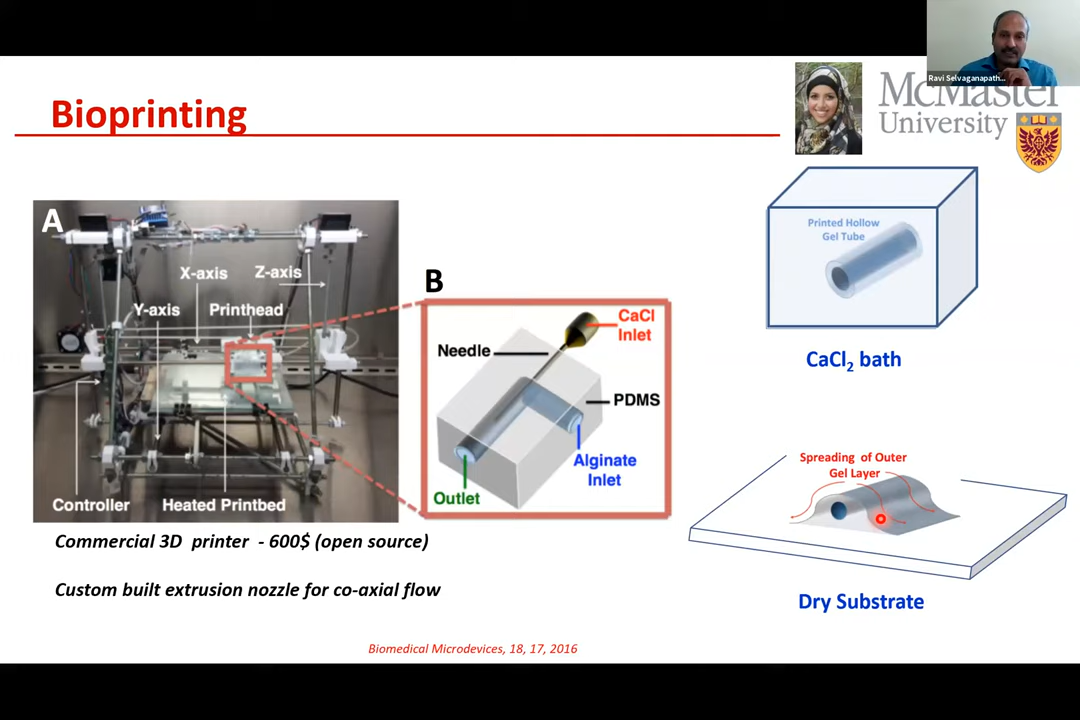 Ravi Selvaganapath...
McMaster
University
Bioprinting
A
X-axis
Z-axis
Y-axis
Printhead
Controller
Heated Printbed
B
CaCl
Inlet
Needle
PDMS
Alginate
Inlet
Outlet
Printed Hollow
Gel Tube
CaCl₂ bath
Spreading of Outer
Gel Layer
Dry Substrate
Commercial 3D printer - 600$ (open source)
Custom built extrusion nozzle for co-axial flow
Biomedical Microdevices, 18, 17, 2016